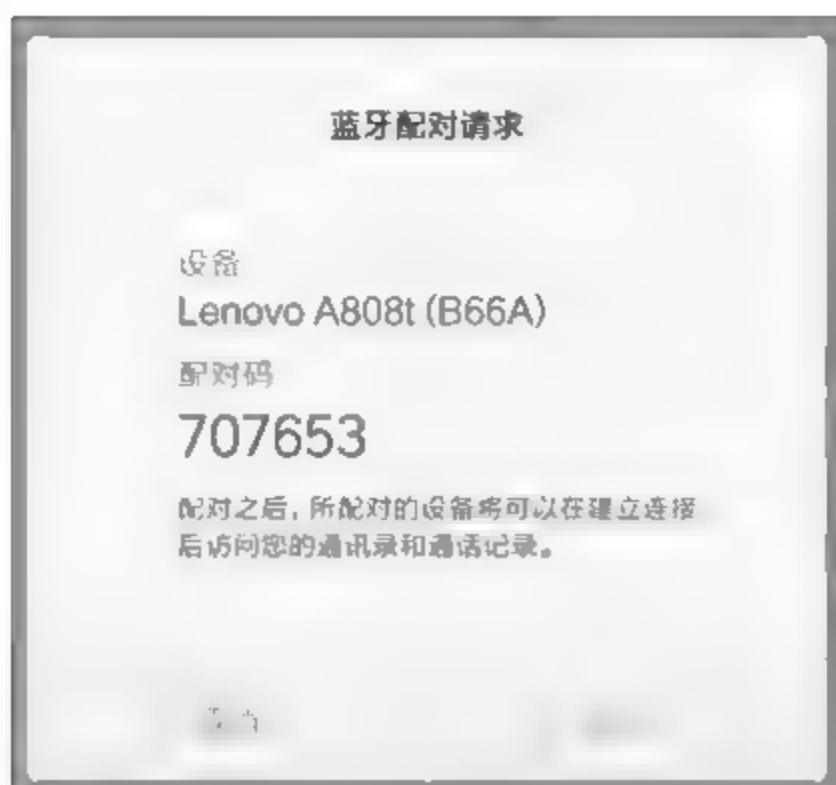 蓝牙配对请求
设备
Lenovo A808t (B66A)
配对码
707653
配对之后，所配对的设备将可以在建立连接
后访问您的通讯录和通话记录。